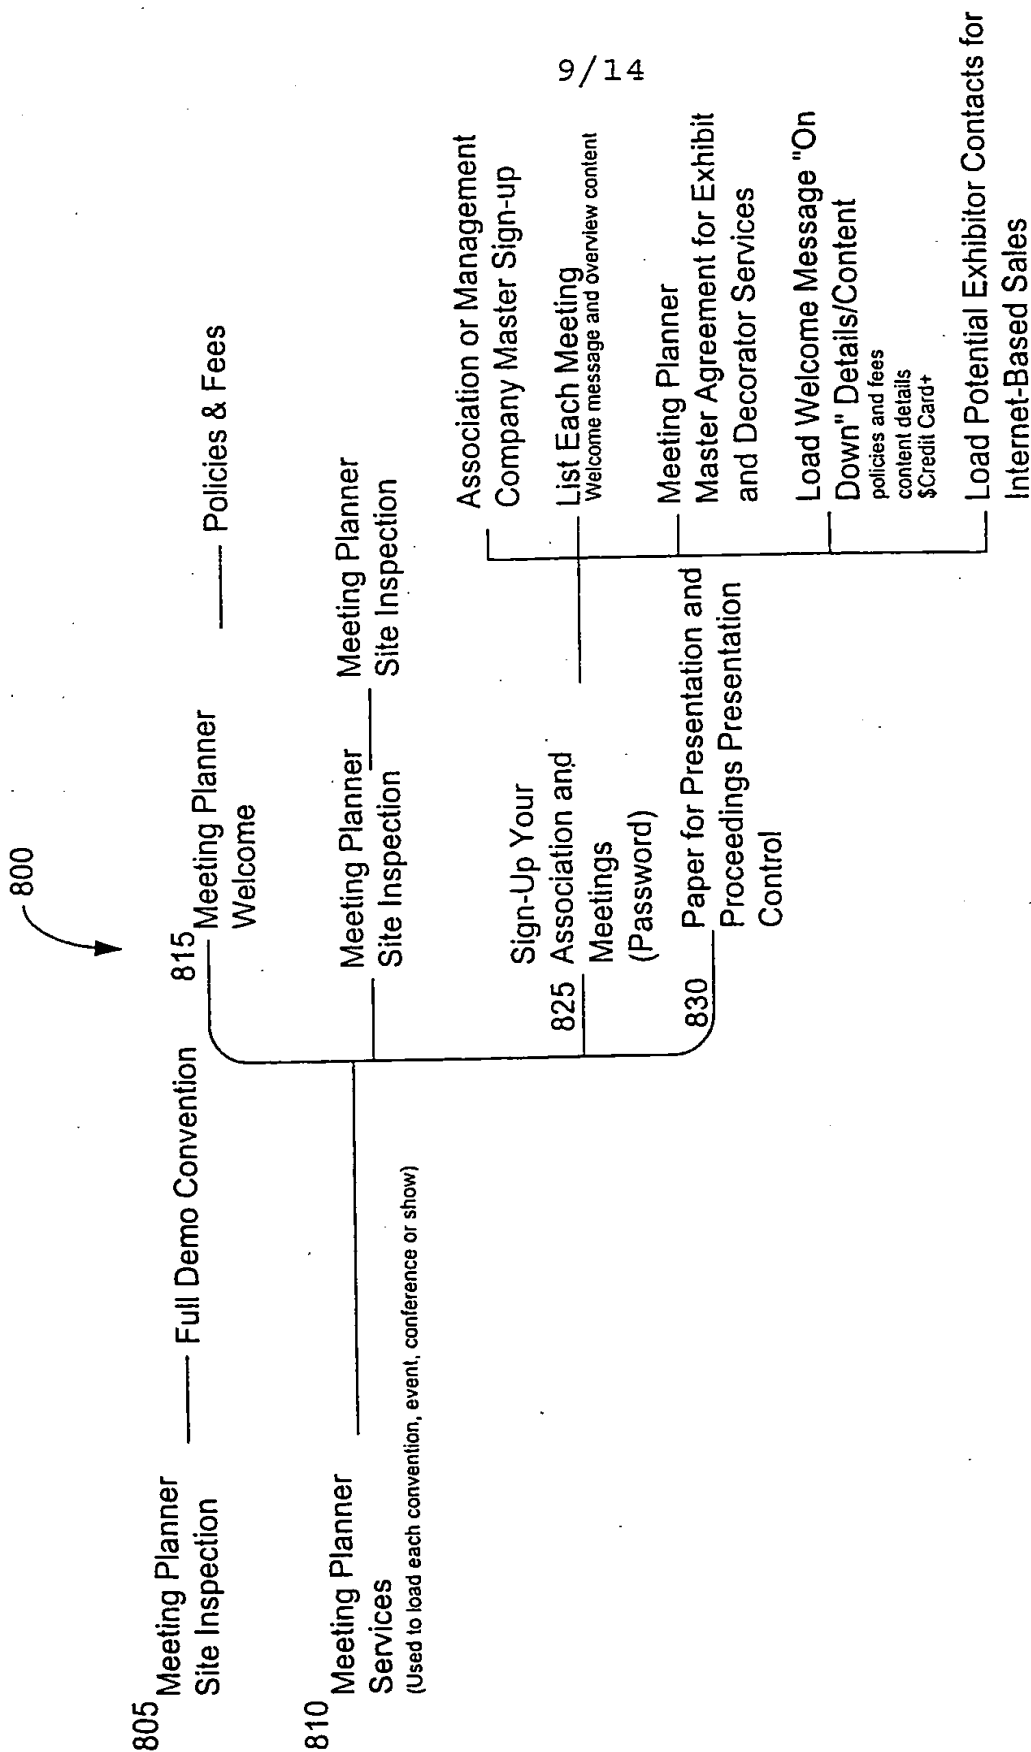 9/14
800
805 Meeting Planner
Site Inspection
Full Demo Convention
810 Meeting Planner
Services
(Used to load each convention, event, conference or show)
815 Meeting Planner
Welcome
Policies & Fees
Meeting Planner
Site Inspection
Meeting Planner
Site Inspection
Sign-Up Your
825 Association and
Meetings
(Password)
830 Paper for Presentation and
Proceedings Presentation
Control
Association or Management
Company Master Sign-up
List Each Meeting
Welcome message and overview content
Meeting Planner
Master Agreement for Exhibit
and Decorator Services
Load Welcome Message "On
Down" Details/Content
policies and fees
content details
$Credit Card+
Load Potential Exhibitor Contacts for
Internet-Based Sales